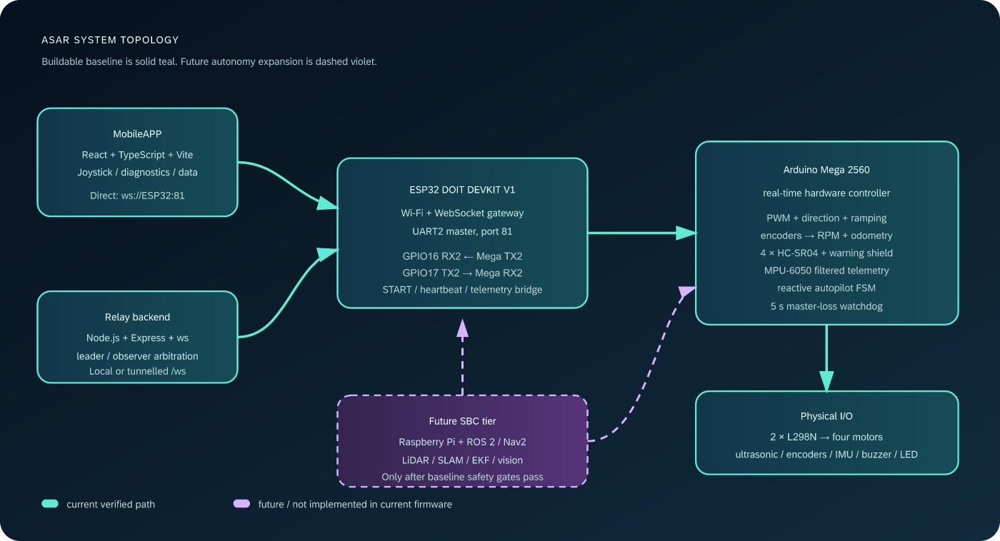 ASAR SYSTEM TOPOLOGY
Buildable baseline is solid teal. Future autonomy expansion is dashed violet.
MobileAPP
React + TypeScript + Vite
Joystick / diagnostics / data
Direct: ws://ESP32:81
Relay backend
Node.js + Express + ws
leader / observer arbitration
Local or tunnelled /ws
ESP32 DOIT DEVKIT V1
Wi-Fi + WebSocket gateway
UART2 master, port 81
GPIO16 RX2 ← Mega TX2
GPIO17 TX2 → Mega RX2
START / heartbeat / telemetry bridge
Future SBC tier
Raspberry Pi + ROS 2 / Nav2
LiDAR / SLAM / EKF / vision
Only after baseline safety gates pass
Arduino Mega 2560
real-time hardware controller
PWM + direction + ramping
encoders → RPM + odometry
4 × HC-SR04 + warning shield
MPU-6050 filtered telemetry
reactive autopilot FSM
5 s master-loss watchdog
Physical I/O
2 × L298N → four motors
ultrasonic / encoders / IMU / buzzer / LED
current verified path
future / not implemented in current firmware